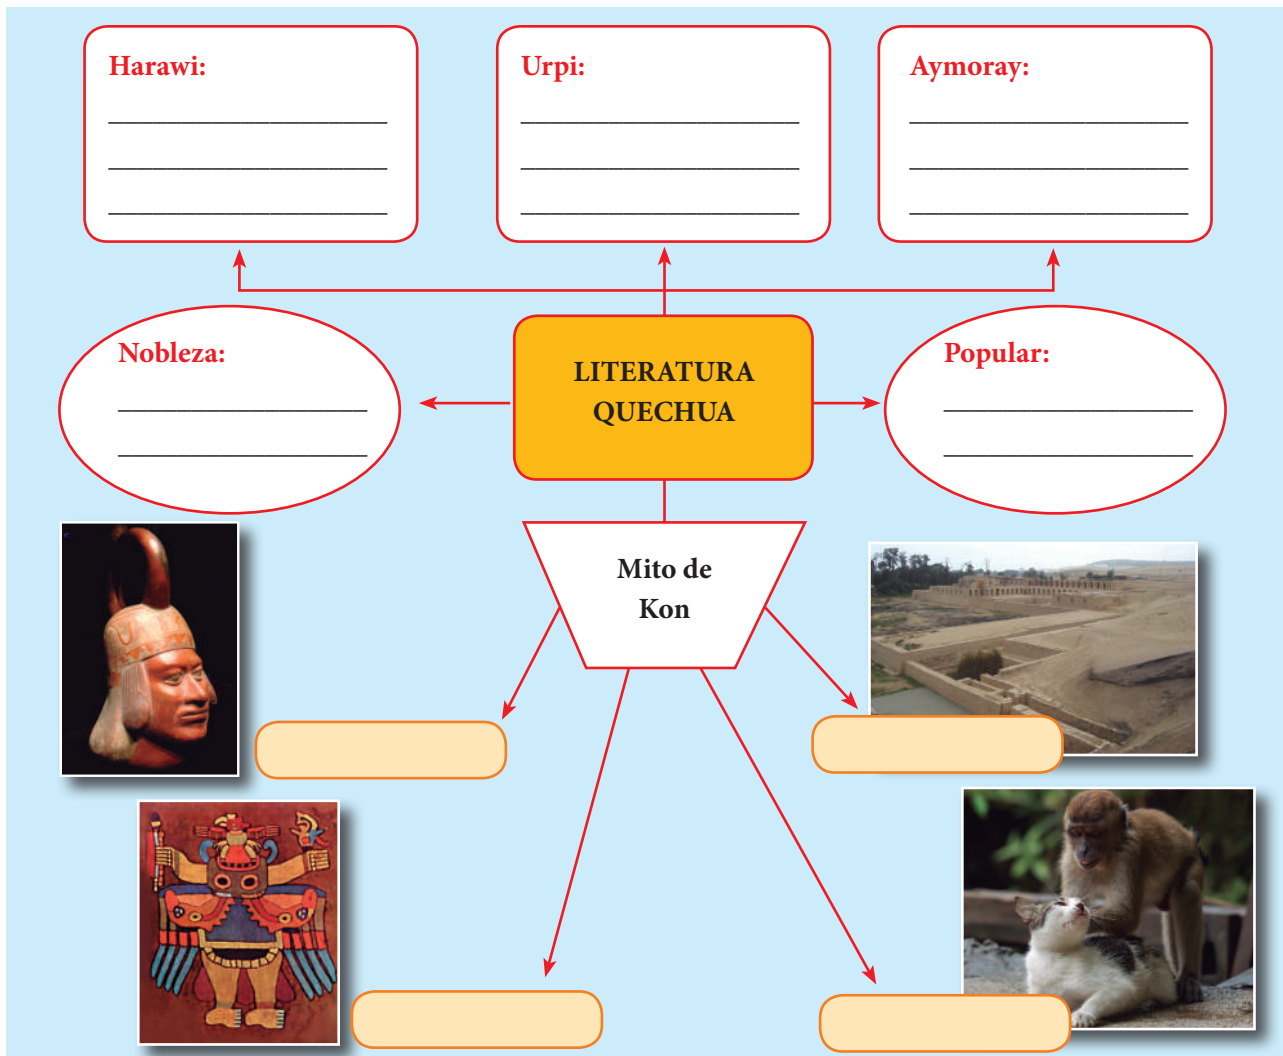 Harawi:
Urpi:
Aymoray:
Nobleza:
LITERATURA
QUECHUA
Popular:
Mito de
Kon